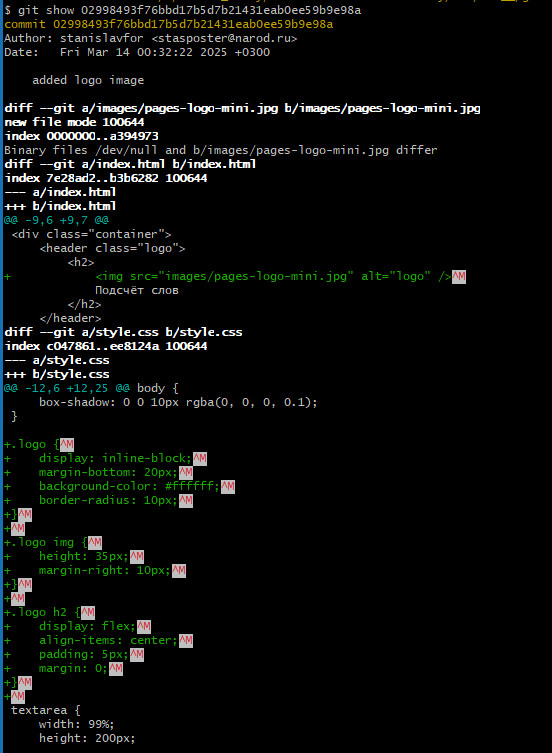 $ git show 02998493f76bbd17b5d7b21431eab0ee59b9e98a
commit 02998493f76bbd17b5d7b21431eab0ee59b9e98a
Author: stanislavfor <stasposter@narod.ru>
Date:   Fri Mar 14 00:32:22 2025 +0300

    added logo image

diff --git a/images/pages-logo-mini.jpg b/images/pages-logo-mini.jpg
new file mode 100644
index 0000000..a394973
Binary files /dev/null and b/images/pages-logo-mini.jpg differ
diff --git a/index.html b/index.html
index 7e28ad2..b3b6282 100644
--- a/index.html
+++ b/index.html
@@ -9,6 +9,7 @@
 <div class="container">
     <header class="logo">
         <h2>
+            <img src="images/pages-logo-mini.jpg" alt="logo" />^M
             Подсчёт слов
         </h2>
     </header>
diff --git a/style.css b/style.css
index c047861..ee8124a 100644
--- a/style.css
+++ b/style.css
@@ -12,6 +12,25 @@ body {
     box-shadow: 0 0 10px rgba(0, 0, 0, 0.1);
 }

+.logo {^M
+    display: inline-block;^M
+    margin-bottom: 20px;^M
+    background-color: #ffffff;^M
+    border-radius: 10px;^M
+}^M
+^M
+.logo img {^M
+    height: 35px;^M
+    margin-right: 10px;^M
+}^M
+^M
+.logo h2 {^M
+    display: flex;^M
+    align-items: center;^M
+    padding: 5px;^M
+    margin: 0;^M
+}^M
+^M
 textarea {
     width: 99%;
     height: 200px;